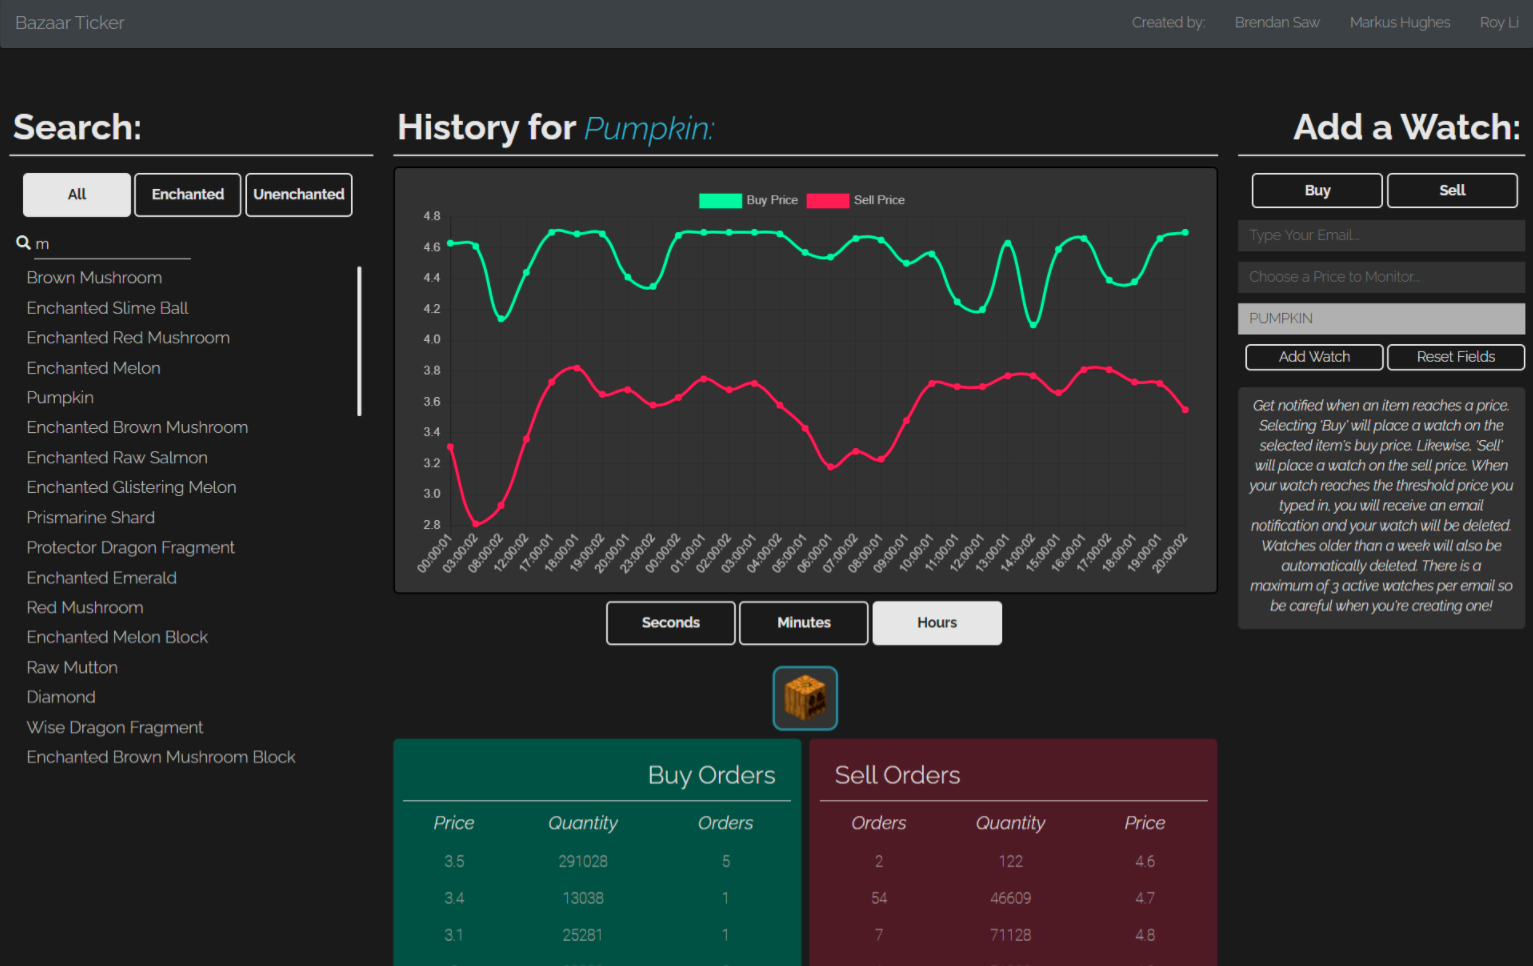 Bazaar Ticker
Created by: Brendan Saw Markus Hughes Roy Li
Search:
All Enchanted Unenchanted
m
Brown Mushroom
Enchanted Slime Ball
Enchanted Red Mushroom
Enchanted Melon
Pumpkin
Enchanted Brown Mushroom
Enchanted Raw Salmon
Enchanted Glistering Melon
Prismarine Shard
Protector Dragon Fragment
Enchanted Emerald
Red Mushroom
Enchanted Melon Block
Raw Mutton
Diamond
Wise Dragon Fragment
Enchanted Brown Mushroom Block
History for Pumpkin:
Buy Price Sell Price
4.8
4.6
4.4
4.2
4.0
3.8
3.6
3.4
3.2
3.0
2.8
00:00:01 03:00:02 08:00:02 12:00:02 17:00:01 18:00:01 19:00:02 20:00:01 23:00:02 00:00:02 01:00:01 02:00:02 03:00:01 04:00:02 05:00:01 06:00:01 07:00:02 08:00:01 09:00:01 10:00:01 11:00:01 12:00:01 13:00:01 14:00:02 15:00:01 16:00:01 17:00:02 18:00:01 19:00:01 20:00:02
Seconds Minutes Hours
Buy Orders
Price Quantity Orders
3.5 291028 5
3.4 13038 1
3.1 25281 1
Sell Orders
Orders Quantity Price
2 122 4.6
54 46609 4.7
7 71128 4.8
Add a Watch:
Buy Sell
Type Your Email...
Choose a Price to Monitor...
PUMPKIN
Add Watch Reset Fields
Get notified when an item reaches a price.
Selecting 'Buy' will place a watch on the
selected item's buy price. Likewise, 'Sell'
will place a watch on the sell price. When
your watch reaches the threshold price you
typed in, you will receive an email
notification and your watch will be deleted.
Watches older than a week will also be
automatically deleted. There is a
maximum of 3 active watches per email so
be careful when you're creating one!